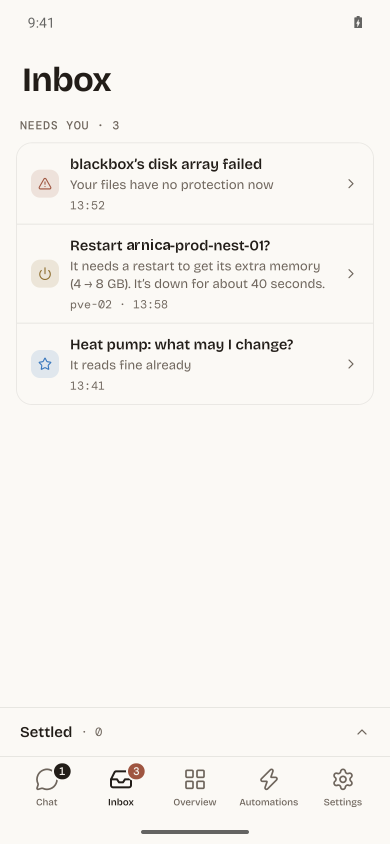 9:41
Inbox
NEEDS YOU · 3
blackbox's disk array failed
Your files have no protection now
13:52
Restart arnica-prod-nest-01?
It needs a restart to get its extra memory
(4 → 8 GB). It's down for about 40 seconds.
pve-02 · 13:58
Heat pump: what may I change?
It reads fine already
13:41
Settled · 0
1
3
Chat
Inbox
Overview
Automations
Settings